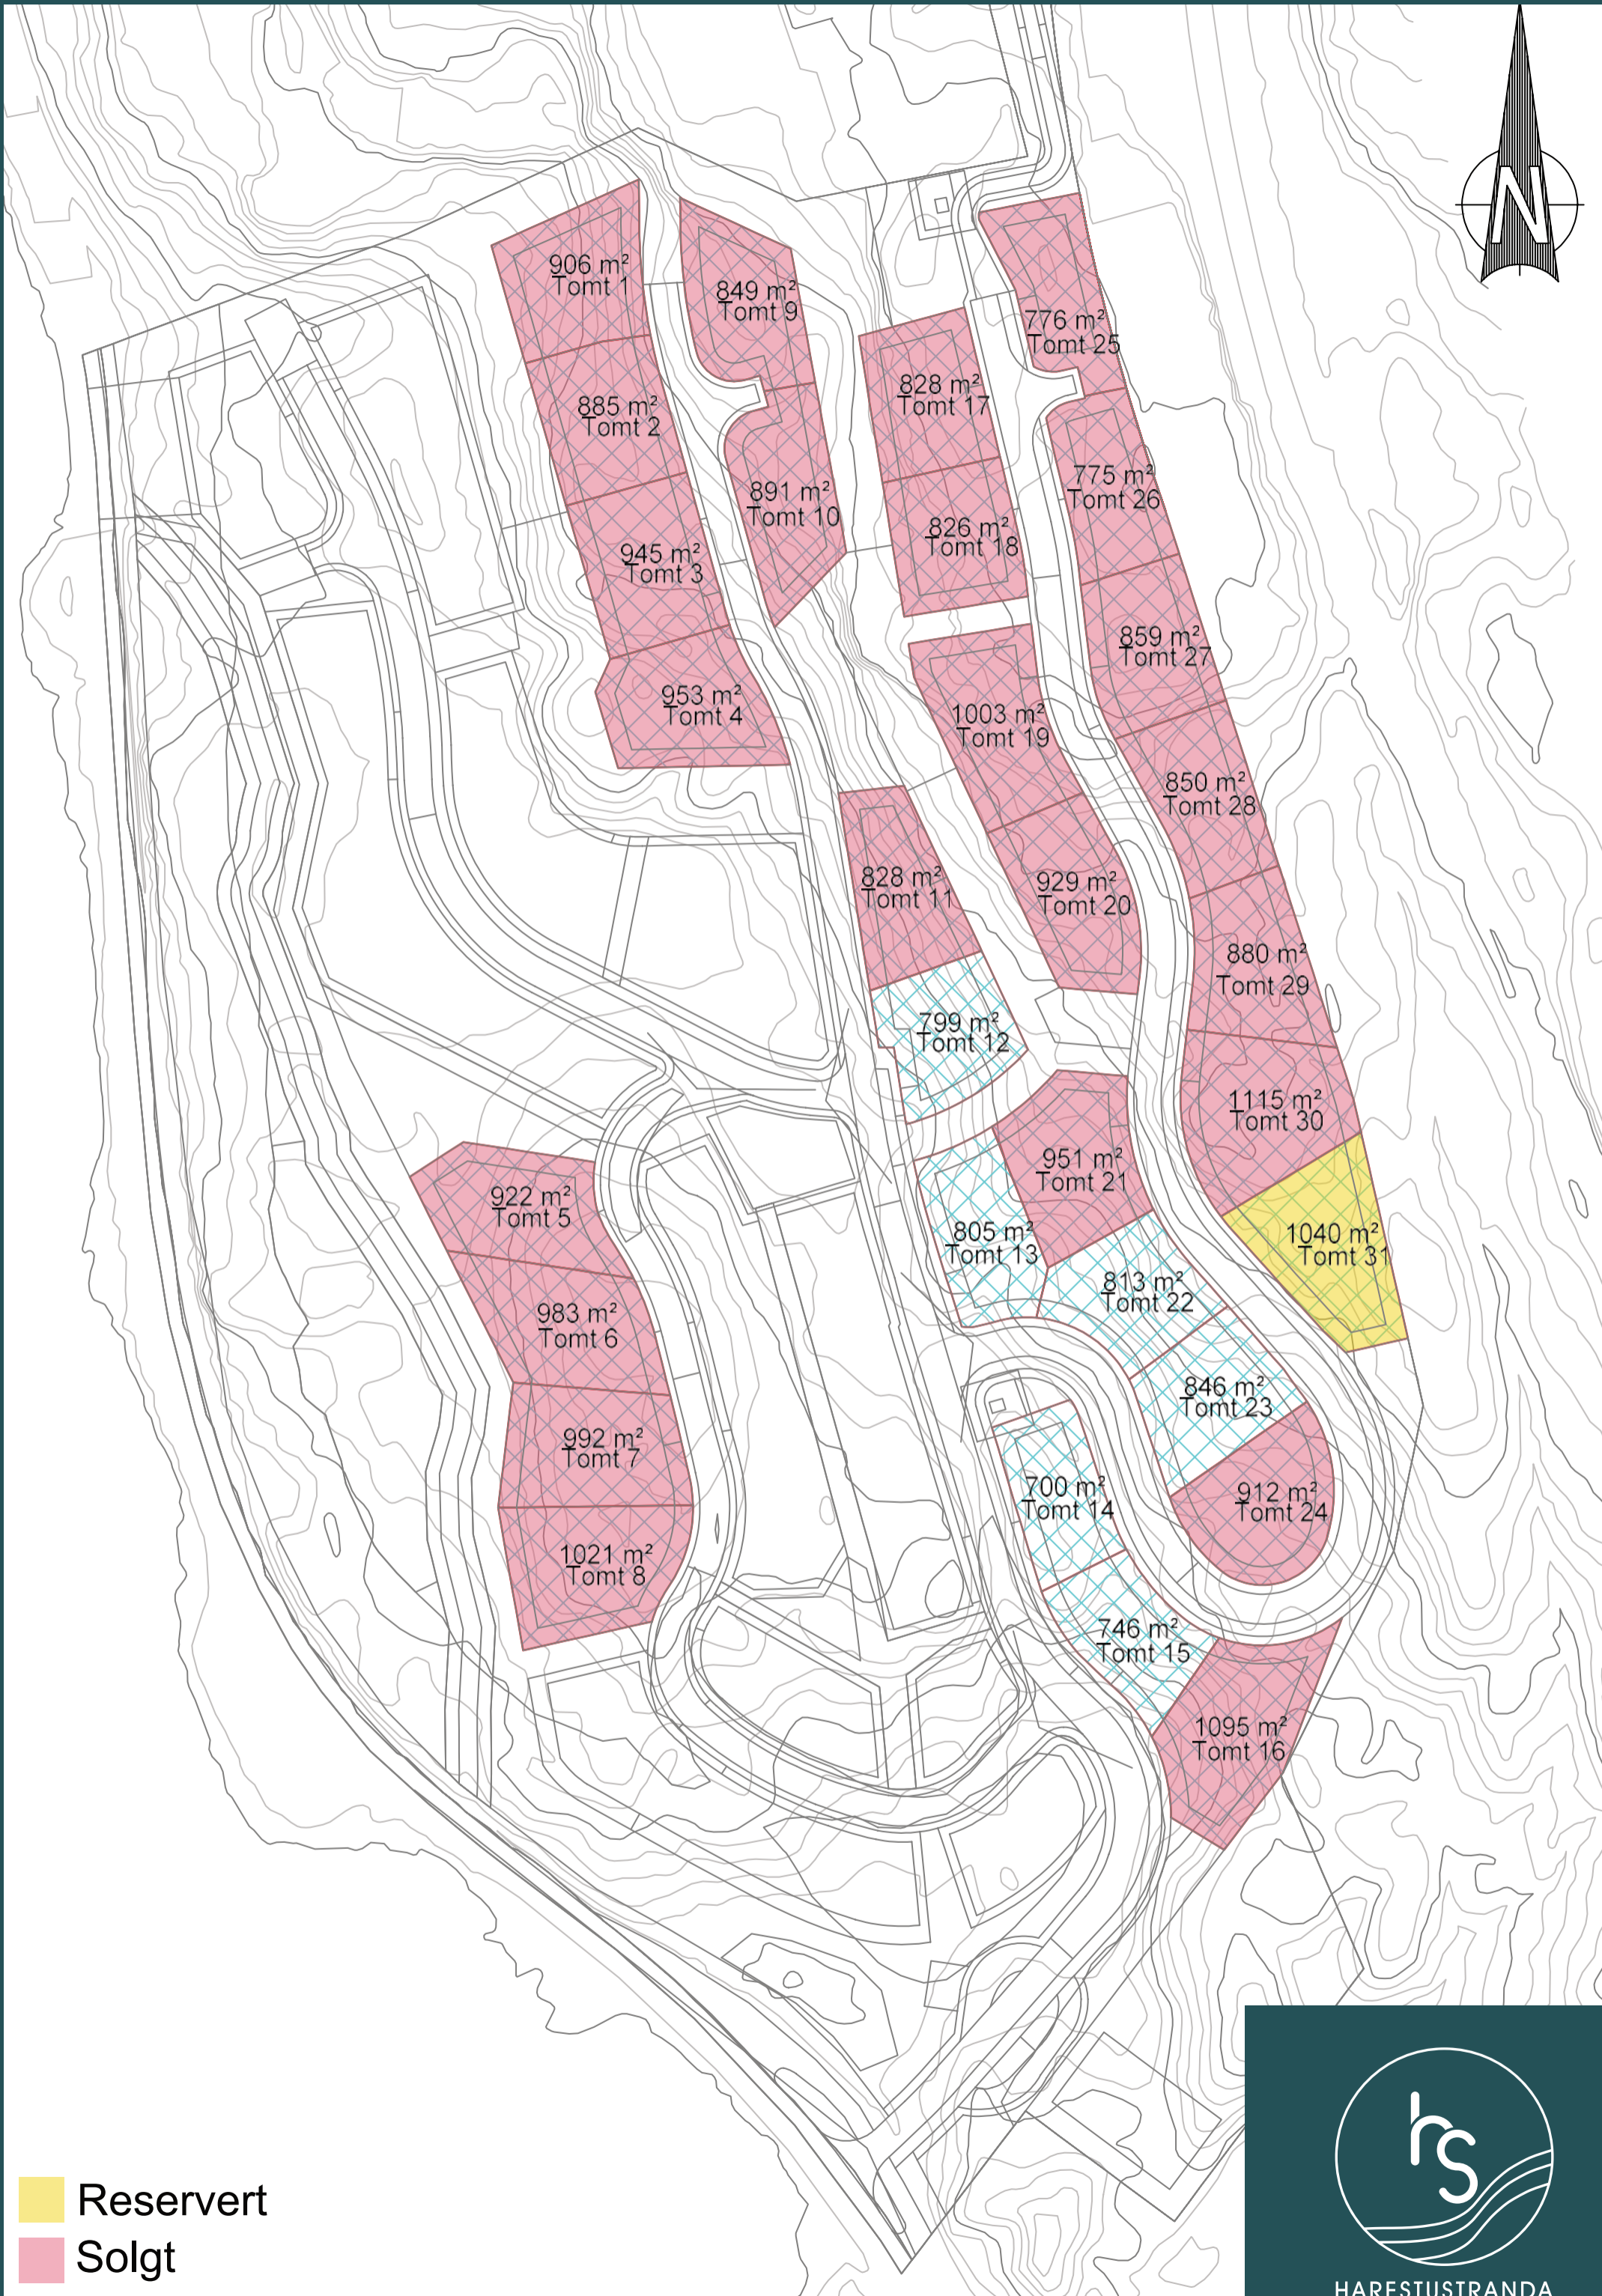 N
906 m²
Tomt 1
849 m²
Tomt 9
776 m²
Tomt 25
828 m²
Tomt 17
885 m²
Tomt 2
775 m²
Tomt 26
891 m²
Tomt 10
826 m²
Tomt 18
945 m²
Tomt 3
859 m²
Tomt 27
953 m²
Tomt 4
1003 m²
Tomt 19
850 m²
Tomt 28
828 m²
Tomt 11
929 m²
Tomt 20
880 m²
Tomt 29
799 m²
Tomt 12
1115 m²
Tomt 30
951 m²
Tomt 21
922 m²
Tomt 5
805 m²
Tomt 13
1040 m²
Tomt 31
813 m²
Tomt 22
983 m²
Tomt 6
846 m²
Tomt 23
992 m²
Tomt 7
700 m²
Tomt 14
912 m²
Tomt 24
1021 m²
Tomt 8
746 m²
Tomt 15
1095 m²
Tomt 16
Reservert
Solgt
hs
HARESTUSTRANDA